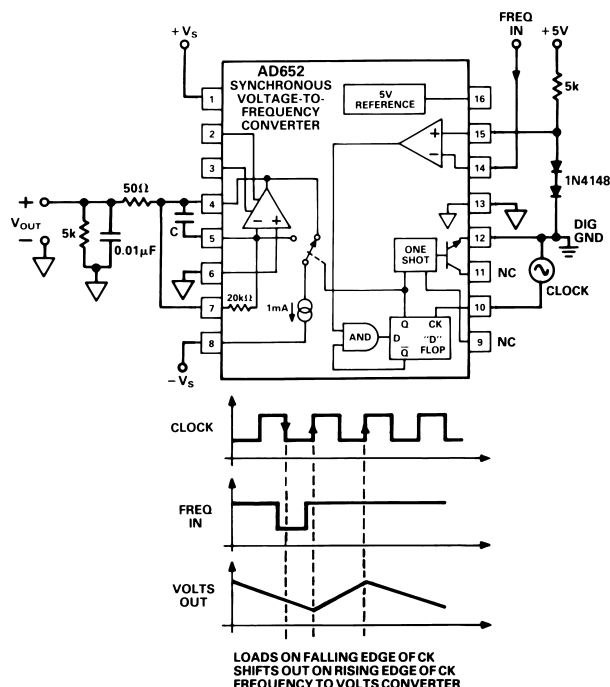 FREQ
IN
+VS
+5V
AD652
SYNCHRONOUS
VOLTAGE-TO-
FREQUENCY
CONVERTER
5V
REFERENCE
5k
1
16
2
15
+
−
3
14
1N4148
+
50Ω
4
13
VOUT
5k
0.01µF
C
5
− +
12
DIG
GND
−
6
ONE
SHOT
11
NC
CLOCK
7
20kΩ
1mA
10
8
AND
D
Q
CK
"D"
FLOP
Q̅
9
NC
−VS
CLOCK
FREQ
IN
VOLTS
OUT
LOADS ON FALLING EDGE OF CK
SHIFTS OUT ON RISING EDGE OF CK
FREQUENCY TO VOLTS CONVERTER